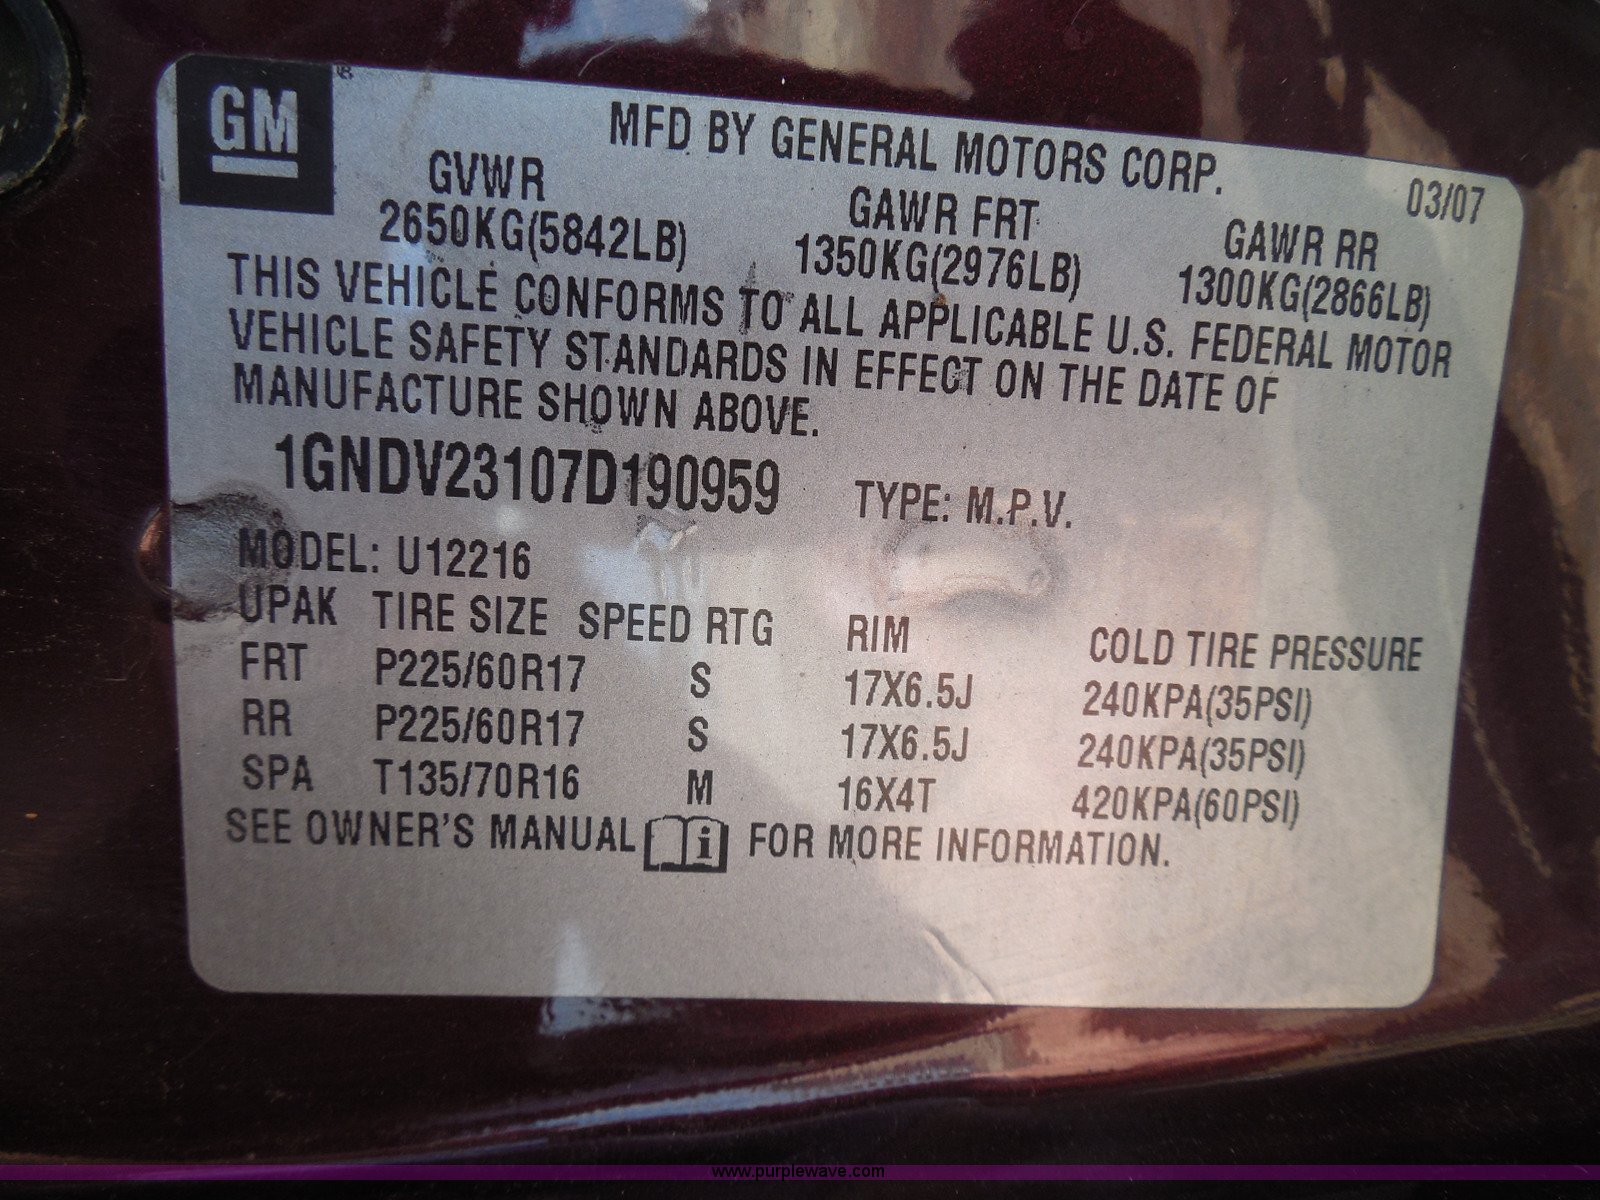 GM
MFD BY GENERAL MOTORS CORP.
03/07
GVWR GAWR FRT GAWR RR
2650KG(5842LB) 1350KG(2976LB) 1300KG(2866LB)
THIS VEHICLE CONFORMS TO ALL APPLICABLE U.S. FEDERAL MOTOR
VEHICLE SAFETY STANDARDS IN EFFECT ON THE DATE OF
MANUFACTURE SHOWN ABOVE.
1GNDV23107D190959 TYPE: M.P.V.
MODEL: U12216
UPAK TIRE SIZE SPEED RTG RIM COLD TIRE PRESSURE
FRT P225/60R17 S 17X6.5J 240KPA(35PSI)
RR P225/60R17 S 17X6.5J 240KPA(35PSI)
SPA T135/70R16 M 16X4T 420KPA(60PSI)
SEE OWNER'S MANUAL i FOR MORE INFORMATION.
www.purplewave.com